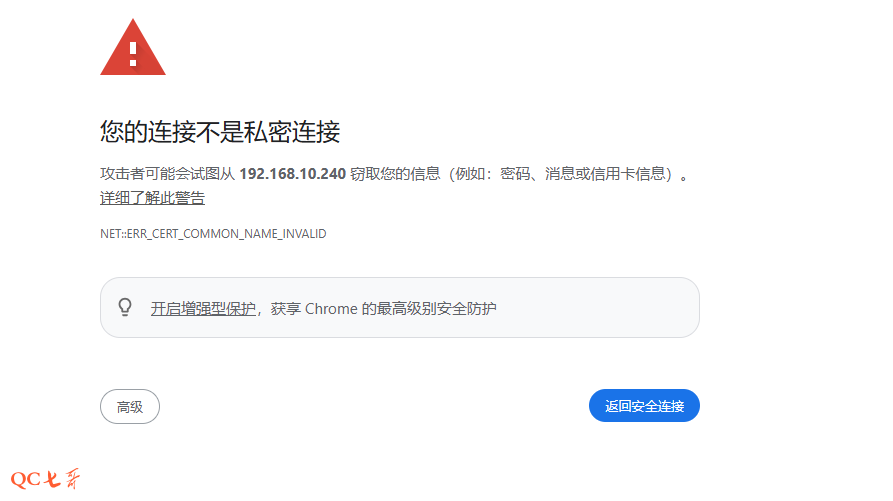 您的连接不是私密连接
攻击者可能会试图从 192.168.10.240 窃取您的信息（例如：密码、消息或信用卡信息）。
详细了解此警告
NET::ERR_CERT_COMMON_NAME_INVALID
开启增强型保护，获享 Chrome 的最高级别安全防护
高级
返回安全连接
QC七哥